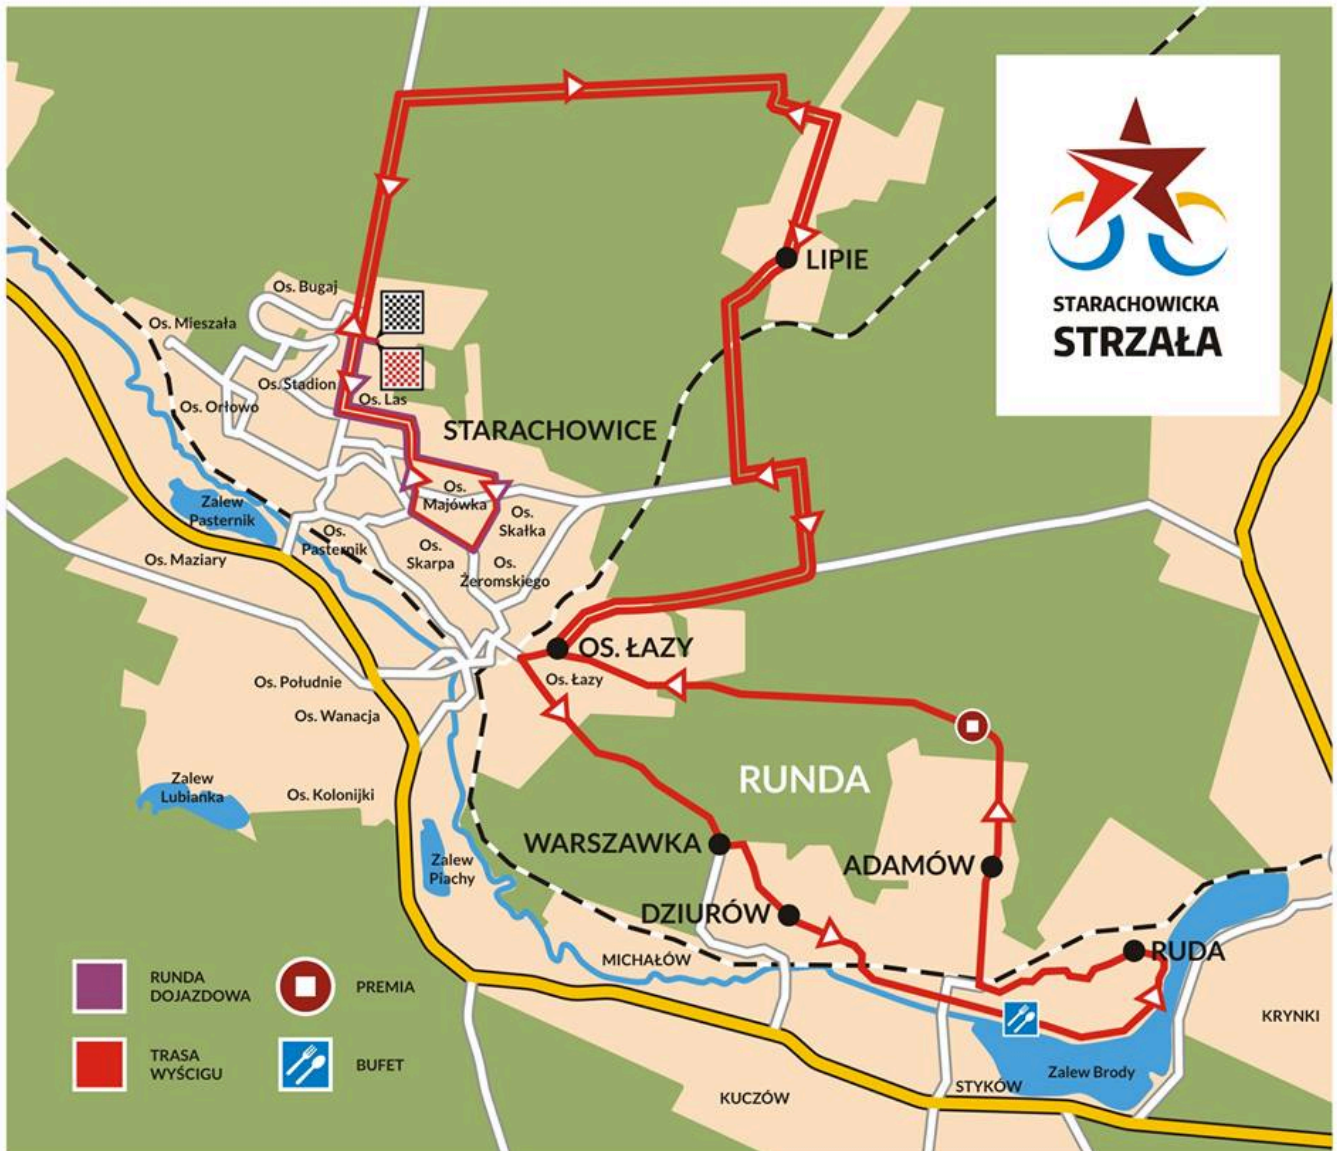 STARACHOWICKA
STRZAŁA
LIPIE
Os. Bugaj
Os. Mieszała
Os. Stadion
Os. Las
Os. Orłowo
STARACHOWICE
Os.
Majówka
Zalew
Pasternik
Os.
Skałka
Os.
Pasternik
Os.
Skarpa
Os. Maziary
Os.
Żeromskiego
OS. ŁAZY
Os. Łazy
Os. Południe
Os. Wanacja
Zalew
Lubianka
Os. Kolonijki
RUNDA
WARSZAWKA
Zalew
Piachy
ADAMÓW
DZIURÓW
MICHAŁÓW
RUDA
KRYNKI
Zalew Brody
STYKÓW
KUCZÓW
RUNDA
DOJAZDOWA
PREMIA
TRASA
WYŚCIGU
BUFET